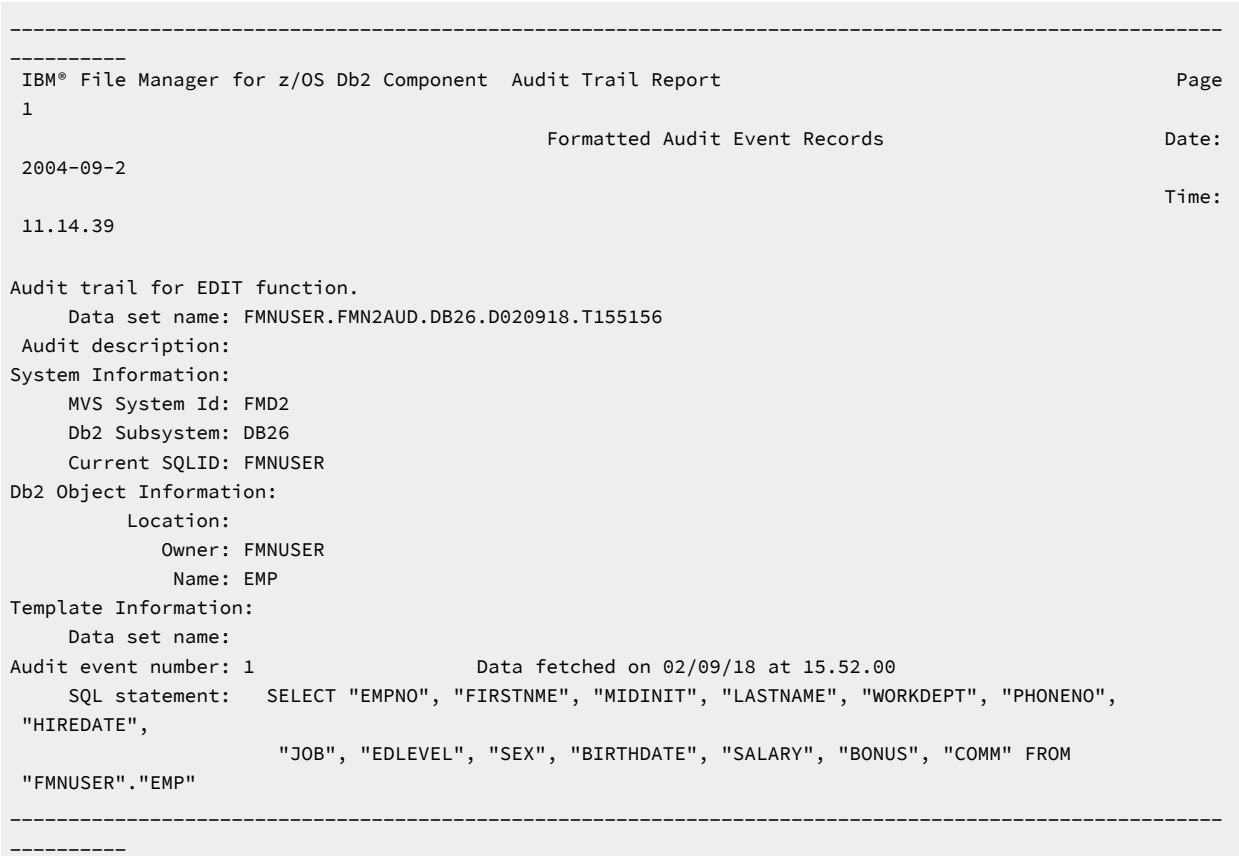 ----------------------------------------------------------------------------------------------------
----------
IBM® File Manager for z/OS Db2 Component  Audit Trail Report                                       Page
1
                                             Formatted Audit Event Records                        Date:
2004-09-2
                                                                                                  Time:
11.14.39
Audit trail for EDIT function.
     Data set name: FMNUSER.FMN2AUD.DB26.D020918.T155156
 Audit description:
System Information:
     MVS System Id: FMD2
     Db2 Subsystem: DB26
     Current SQLID: FMNUSER
Db2 Object Information:
          Location:
             Owner: FMNUSER
              Name: EMP
Template Information:
     Data set name:
Audit event number: 1                   Data fetched on 02/09/18 at 15.52.00
     SQL statement:   SELECT "EMPNO", "FIRSTNME", "MIDINIT", "LASTNAME", "WORKDEPT", "PHONENO",
 "HIREDATE",
                       "JOB", "EDLEVEL", "SEX", "BIRTHDATE", "SALARY", "BONUS", "COMM" FROM
 "FMNUSER"."EMP"
----------------------------------------------------------------------------------------------------
----------